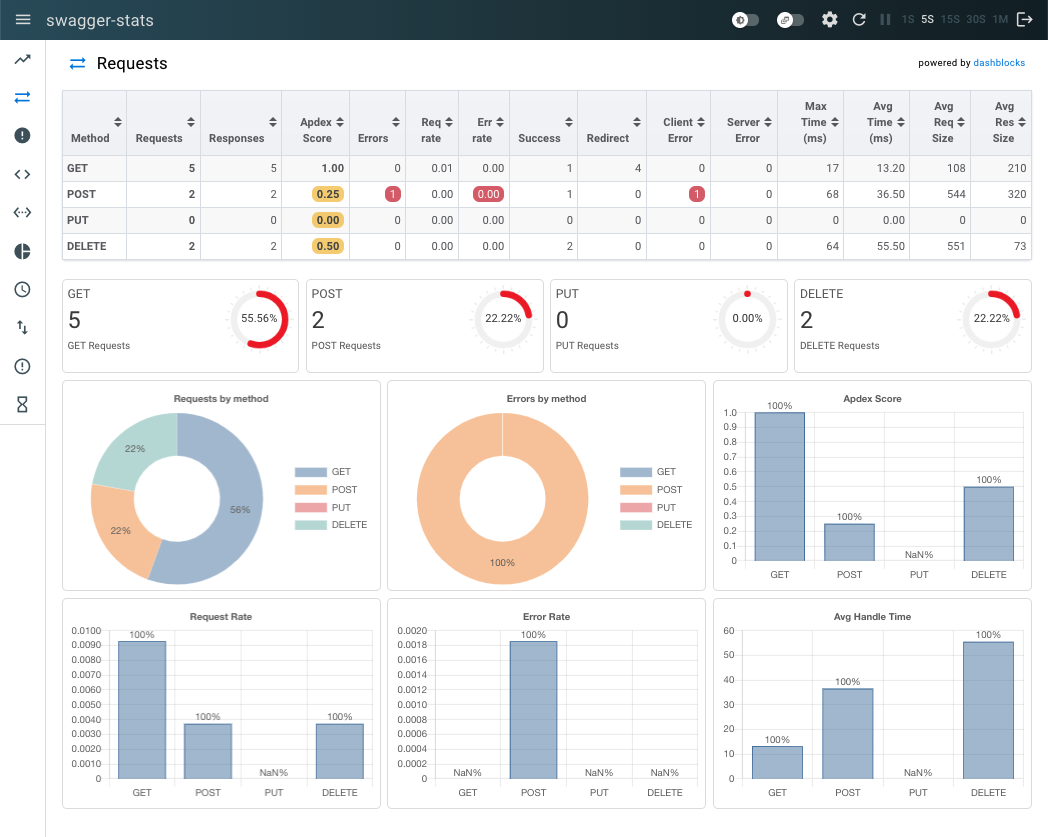 swagger-stats
1S 5S 15S 30S 1M
Requests
powered by dashblocks
Method Requests Responses Apdex Score Errors Req rate Err rate Success Redirect Client Error Server Error Max Time (ms) Avg Time (ms) Avg Req Size Avg Res Size
GET 5 5 1.00 0 0.01 0.00 1 4 0 0 17 13.20 108 210
POST 2 2 0.25 1 0.00 0.00 1 0 1 0 68 36.50 544 320
PUT 0 0 0.00 0 0.00 0.00 0 0 0 0 0 0.00 0 0
DELETE 2 2 0.50 0 0.00 0.00 2 0 0 0 64 55.50 551 73
GET
5
GET Requests
55.56%
POST
2
POST Requests
22.22%
PUT
0
PUT Requests
0.00%
DELETE
2
DELETE Requests
22.22%
Requests by method
22%
56%
22%
GET
POST
PUT
DELETE
Errors by method
100%
GET
POST
PUT
DELETE
Apdex Score
1.0
0.9
0.8
0.7
0.6
0.5
0.4
0.3
0.2
0.1
0
100% 100% NaN% 100%
GET POST PUT DELETE
Request Rate
0.0100
0.0090
0.0080
0.0070
0.0060
0.0050
0.0040
0.0030
0.0020
0.0010
0
100% 100% NaN% 100%
GET POST PUT DELETE
Error Rate
0.0020
0.0018
0.0016
0.0014
0.0012
0.0010
0.0008
0.0006
0.0004
0.0002
0
NaN% 100% NaN% NaN%
GET POST PUT DELETE
Avg Handle Time
60
50
40
30
20
10
0
100% 100% NaN% 100%
GET POST PUT DELETE